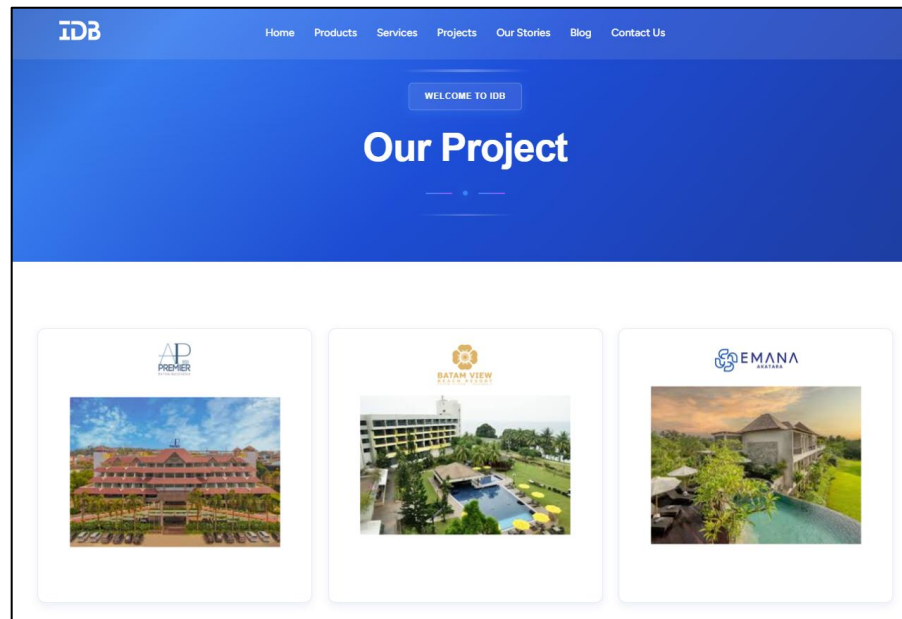 IDB
Home Products Services Projects Our Stories Blog Contact Us
WELCOME TO IDB
Our Project
AP
PREMIER
BATAM VIEW
BEACH RESORT
EMANA
AKATARA